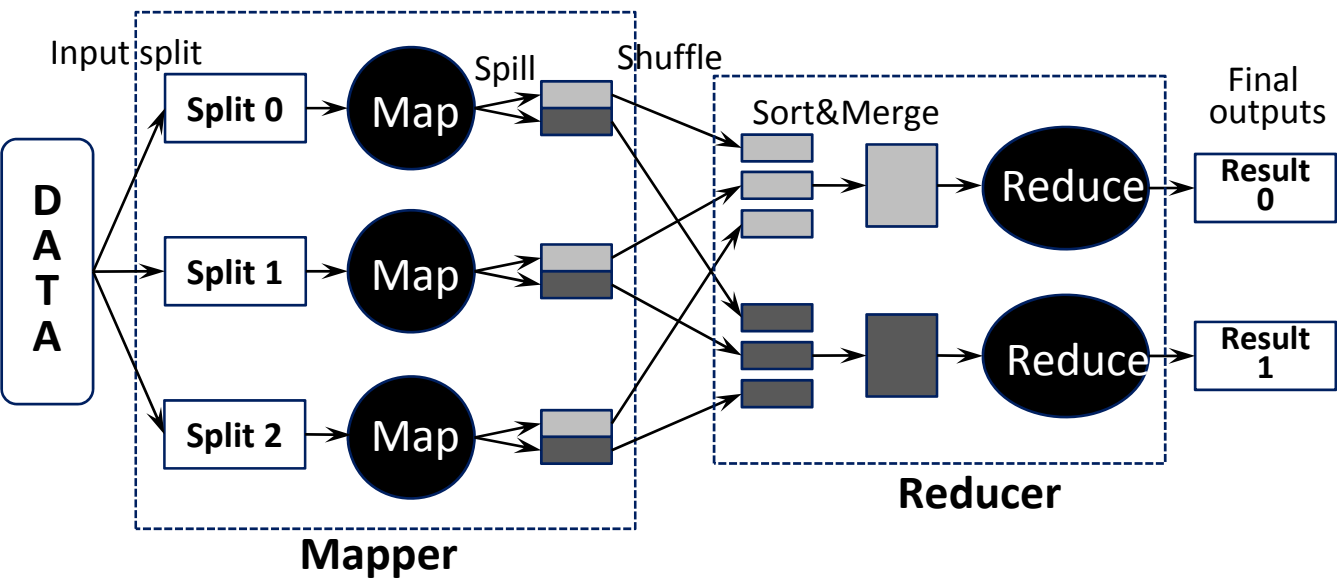 Input split
Spill
Shuffle
D
A
T
A
Split 0
Map
Split 1
Map
Split 2
Map
Mapper
Sort&Merge
Reduce
Reduce
Reducer
Final
outputs
Result
0
Result
1